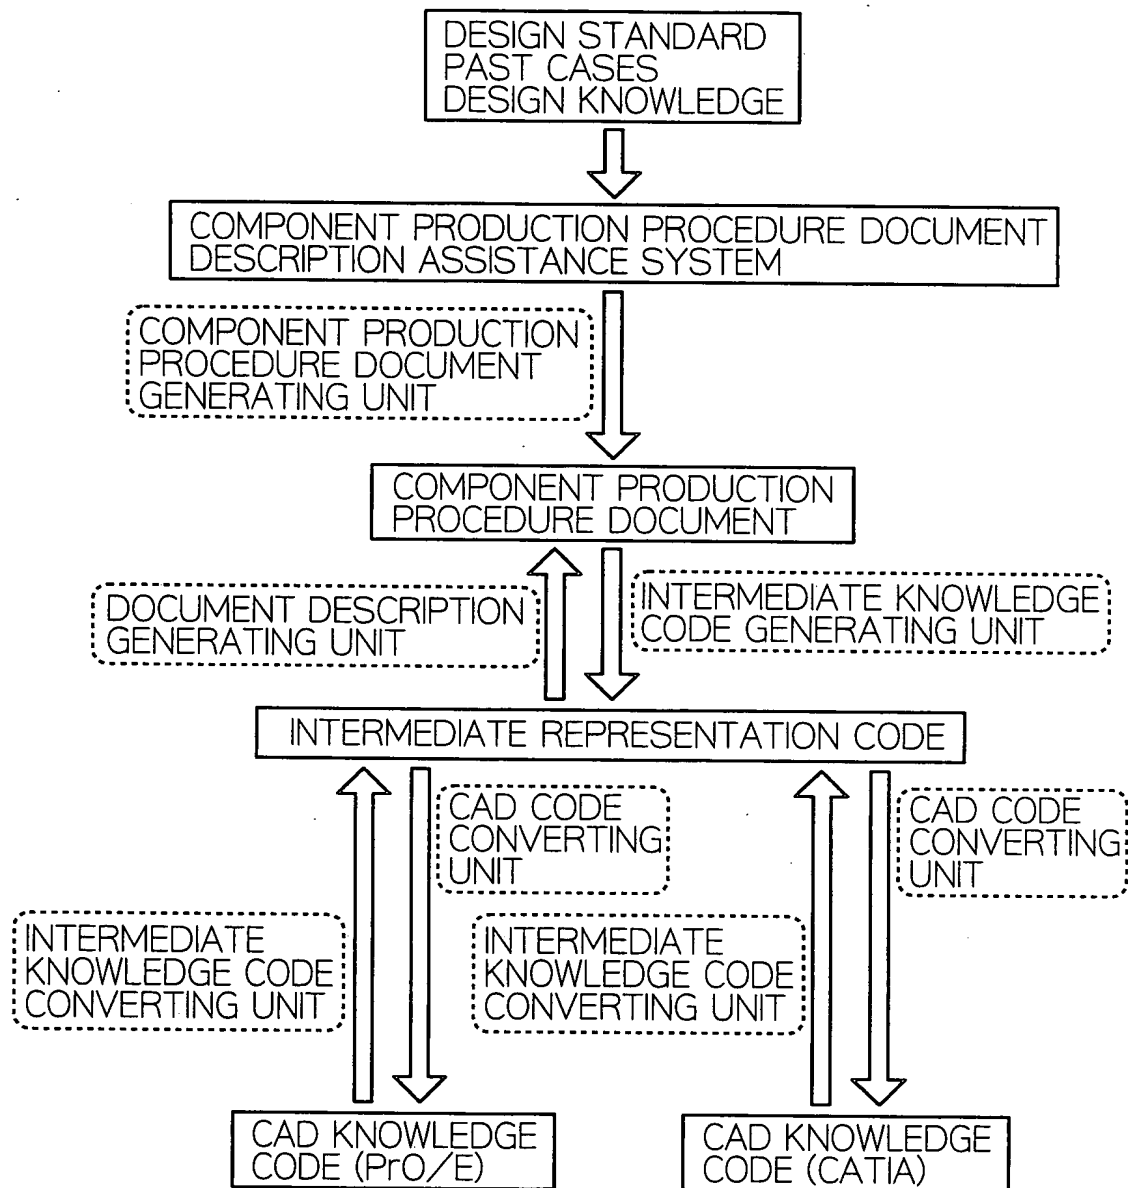 DESIGN STANDARD
PAST CASES
DESIGN KNOWLEDGE
COMPONENT PRODUCTION PROCEDURE DOCUMENT
DESCRIPTION ASSISTANCE SYSTEM
COMPONENT PRODUCTION
PROCEDURE DOCUMENT
GENERATING UNIT
COMPONENT PRODUCTION
PROCEDURE DOCUMENT
DOCUMENT DESCRIPTION
GENERATING UNIT
INTERMEDIATE KNOWLEDGE
CODE GENERATING UNIT
INTERMEDIATE REPRESENTATION CODE
CAD CODE
CONVERTING
UNIT
CAD CODE
CONVERTING
UNIT
INTERMEDIATE
KNOWLEDGE CODE
CONVERTING UNIT
INTERMEDIATE
KNOWLEDGE CODE
CONVERTING UNIT
CAD KNOWLEDGE
CODE (PrO/E)
CAD KNOWLEDGE
CODE (CATIA)